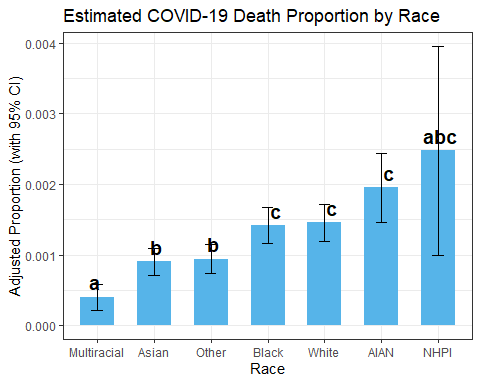 Estimated COVID-19 Death Proportion by Race
Adjusted Proportion (with 95% CI)
0.004
0.003
0.002
0.001
0.000
a
b
b
c
c
c
abc
Multiracial
Asian
Other
Black
White
AIAN
NHPI
Race